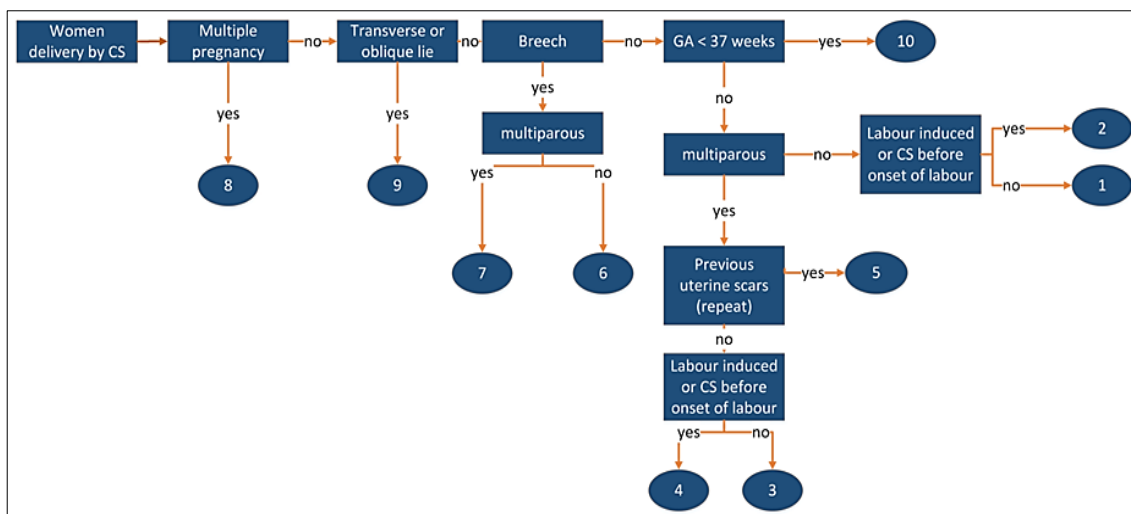 Women
delivery by CS
Multiple
pregnancy
no
Transverse or
oblique lie
no
Breech
no
GA < 37 weeks
yes
10
yes
8
yes
9
yes
multiparous
yes
no
7
6
no
multiparous
no
Labour induced
or CS before
onset of labour
yes
2
no
1
yes
Previous
uterine scars
(repeat)
yes
5
no
Labour induced
or CS before
onset of labour
yes
no
4
3